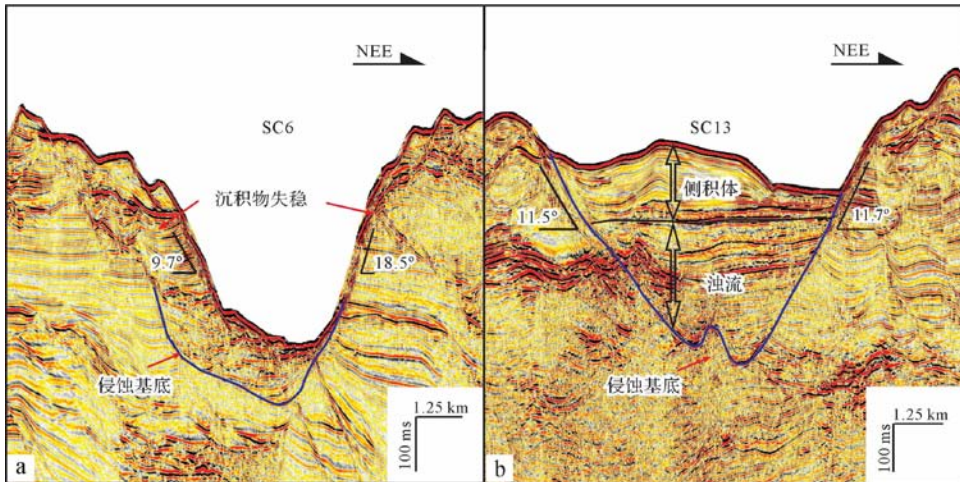 NEE
SC6
沉积物失稳
9.7°
18.5°
侵蚀基底
1.25 km
100 ms
a
NEE
SC13
侧积体
11.5°
11.7°
浊流
侵蚀基底
1.25 km
100 ms
b